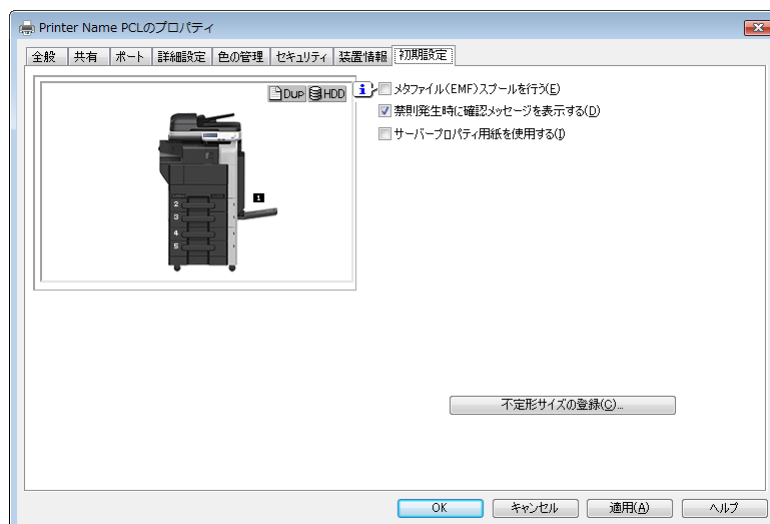 Printer Name PCLのプロパティ
全般 共有 ポート 詳細設定 色の管理 セキュリティ 装置情報 初期設定
Dup HDD
メタファイル(EMF)スプールを行う(E)
禁則発生時に確認メッセージを表示する(D)
サーバープロパティ用紙を使用する(I)
1
2
3
4
5
不定形サイズの登録(C)...
OK キャンセル 適用(A) ヘルプ